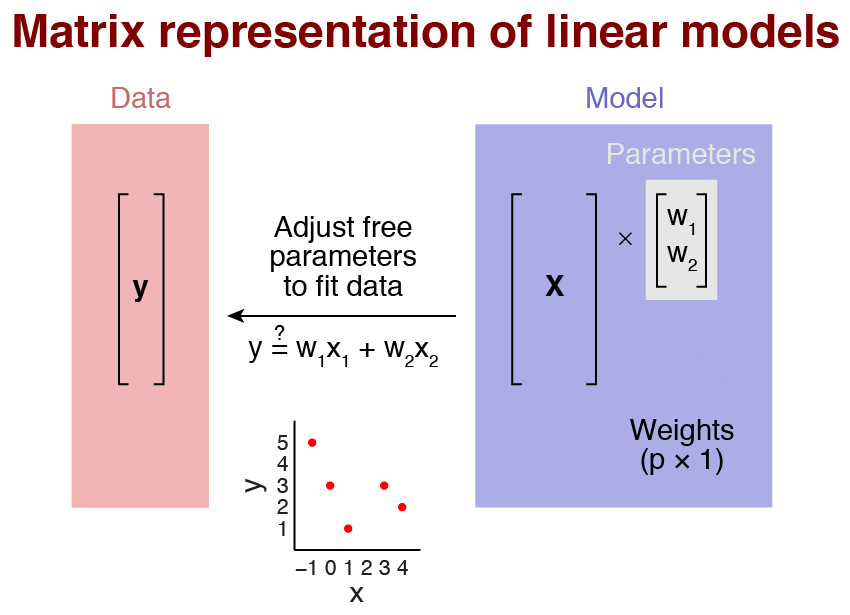 Matrix representation of linear models
Data
Model
Parameters
y
Adjust free
parameters
to fit data
?
y = w₁x₁ + w₂x₂
X
×
w₁
w₂
Weights
(p × 1)
y
5
4
3
2
1
−1 0 1 2 3 4
x